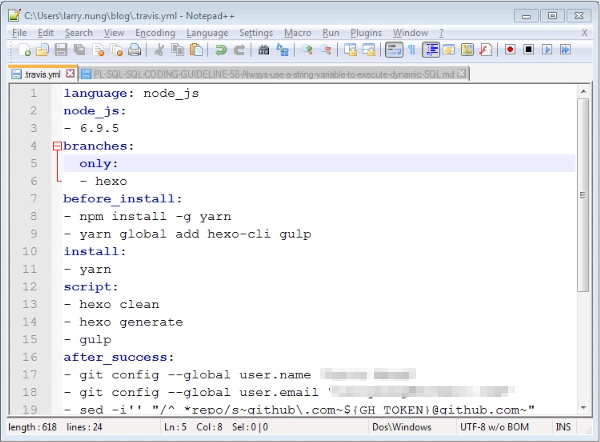 C:\Users\larry.nung\blog\.travis.yml - Notepad++
File Edit Search View Encoding Language Settings Macro Run Plugins Window ? X
.travis.yml PL-SQL-SQL-CODING-GUIDELINE-58-Always-use-a-string-variable-to-execute-dynamic-SQL.md
1 language: node_js
2 node_js:
3 - 6.9.5
4 branches:
5 only:
6 - hexo
7 before_install:
8 - npm install -g yarn
9 - yarn global add hexo-cli gulp
10 install:
11 - yarn
12 script:
13 - hexo clean
14 - hexo generate
15 - gulp
16 after_success:
17 - git config --global user.name
18 - git config --global user.email "
19 - sed -i'' "/^ *repo/s~github\.com~${GH_TOKEN}@github.com~"
length : 618 lines : 24 Ln : 5 Col : 8 Sel : 0 | 0 Dos\Windows UTF-8 w/o BOM INS